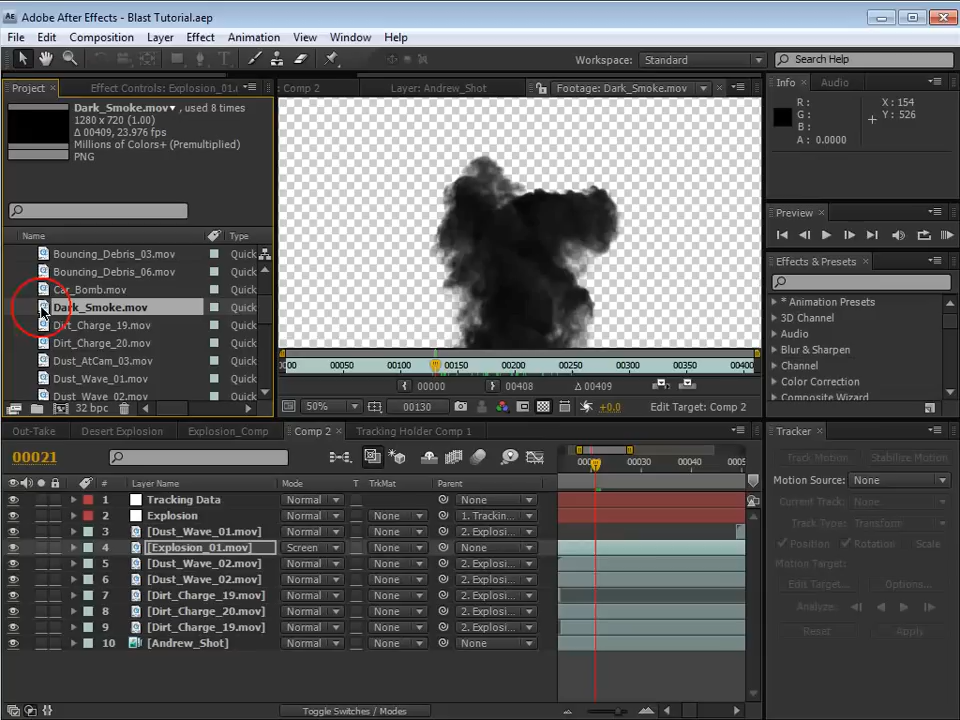 Adobe After Effects - Blast Tutorial.aep
File Edit Composition Layer Effect Animation View Window Help
Workspace: Standard Search Help
Project Effect Controls: Explosion_01.
Comp 2 Layer: Andrew_Shot Footage: Dark_Smoke.mov
Info Audio
Dark_Smoke.mov, used 8 times
1280 x 720 (1.00)
Δ 00409, 23.976 fps
Millions of Colors+ (Premultiplied)
PNG
R :
G :
B :
A : 0.0000
X : 154
Y : 526
Preview
Effects & Presets
* Animation Presets
3D Channel
Audio
Blur & Sharpen
Channel
Color Correction
Composite Wizard
Name Type
Bouncing_Debris_03.mov Quick
Bouncing_Debris_06.mov Quick
Car_Bomb.mov Quick
Dark_Smoke.mov Quick
Dirt_Charge_19.mov Quick
Dirt_Charge_20.mov Quick
Dust_AtCam_03.mov Quick
Dust_Wave_01.mov Quick
Dust_Wave_02.mov Quick
32 bpc
00050 00100 00150 00200 00250 00300 00350 00400
00000 00408 Δ 00409
50% 00130 +0.0 Edit Target: Comp 2
Out-Take Desert Explosion Explosion_Comp Comp 2 Tracking Holder Comp 1
00021
00030 00040
# Layer Name Mode T TrkMat Parent
1 Tracking Data Normal None
2 Explosion Normal None 1. Trackin...
3 [Dust_Wave_01.mov] Normal None 2. Explosi...
4 [Explosion_01.mov] Screen None None
5 [Dust_Wave_02.mov] Normal None 2. Explosi...
6 [Dust_Wave_02.mov] Normal None 2. Explosi...
7 [Dirt_Charge_19.mov] Normal None 2. Explosi...
8 [Dirt_Charge_20.mov] Normal None 2. Explosi...
9 [Dirt_Charge_19.mov] Normal None 2. Explosi...
10 [Andrew_Shot] Normal None None
Toggle Switches / Modes
Tracker
Track Motion Stabilize Motion
Motion Source: None
Current Track: None
Track Type: Transform
Position Rotation Scale
Motion Target:
Edit Target... Options...
Analyze:
Reset Apply